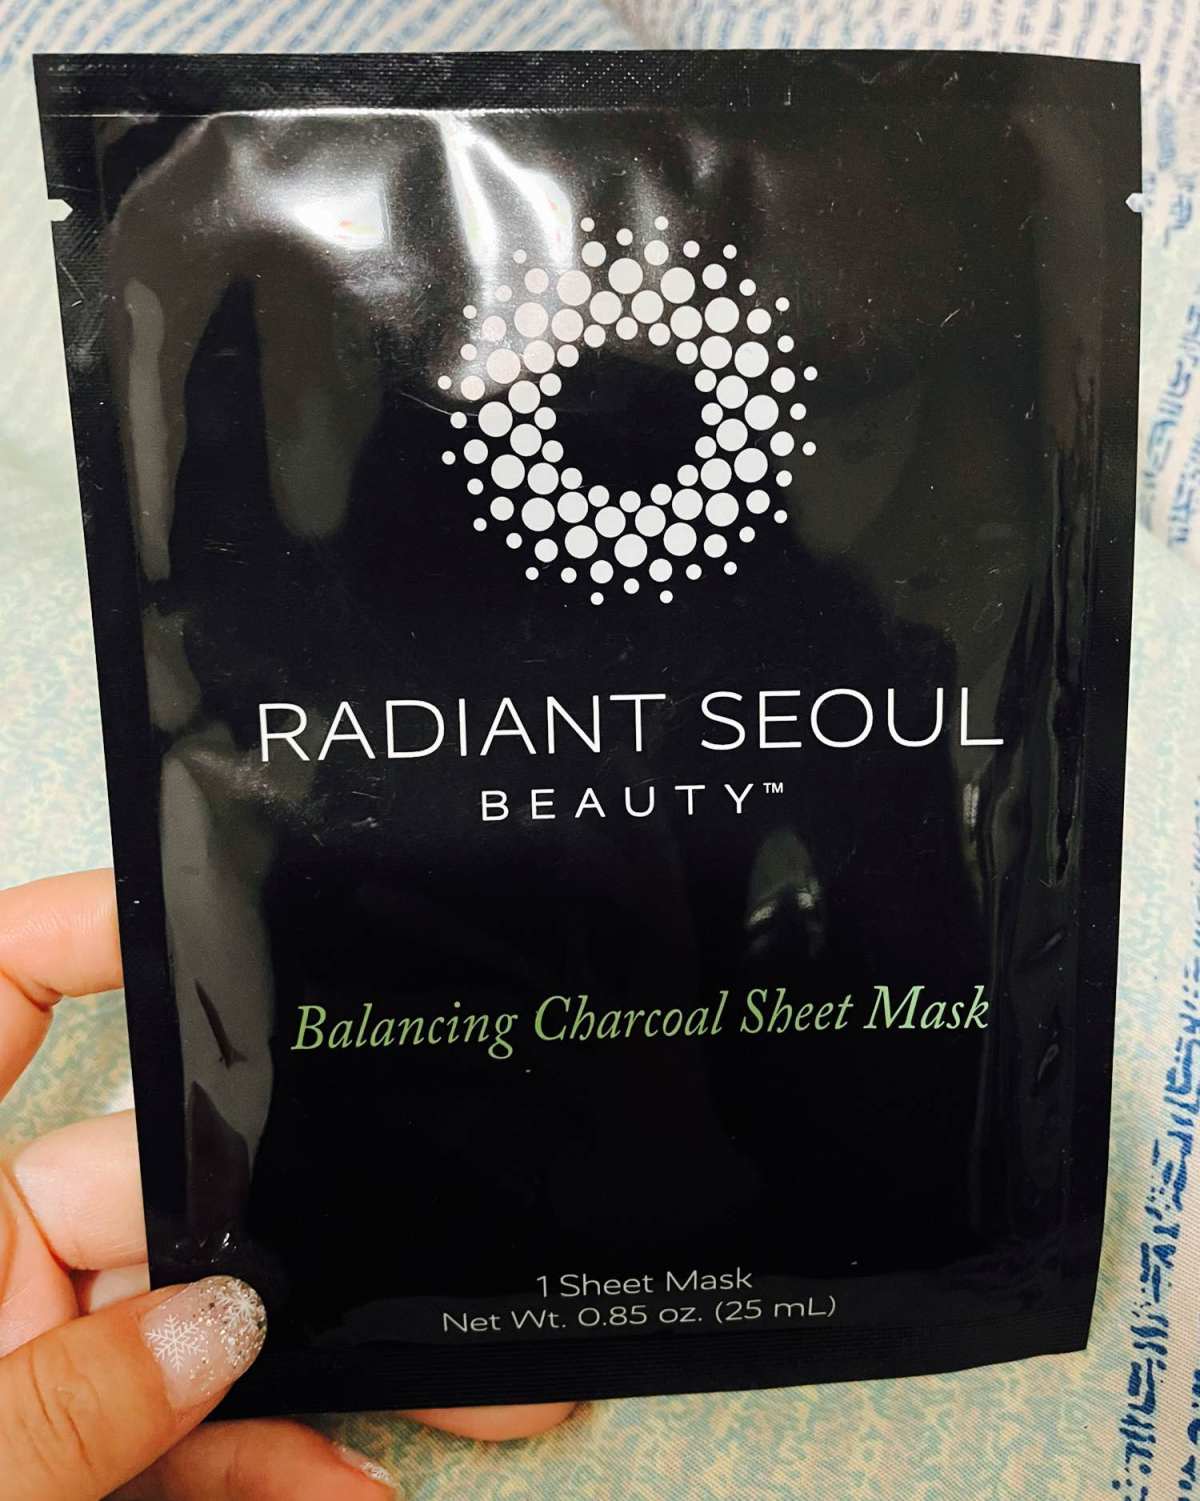 RADIANT SEOUL
BEAUTY™
Balancing Charcoal Sheet Mask
1 Sheet Mask
Net Wt. 0.85 oz. (25 mL)